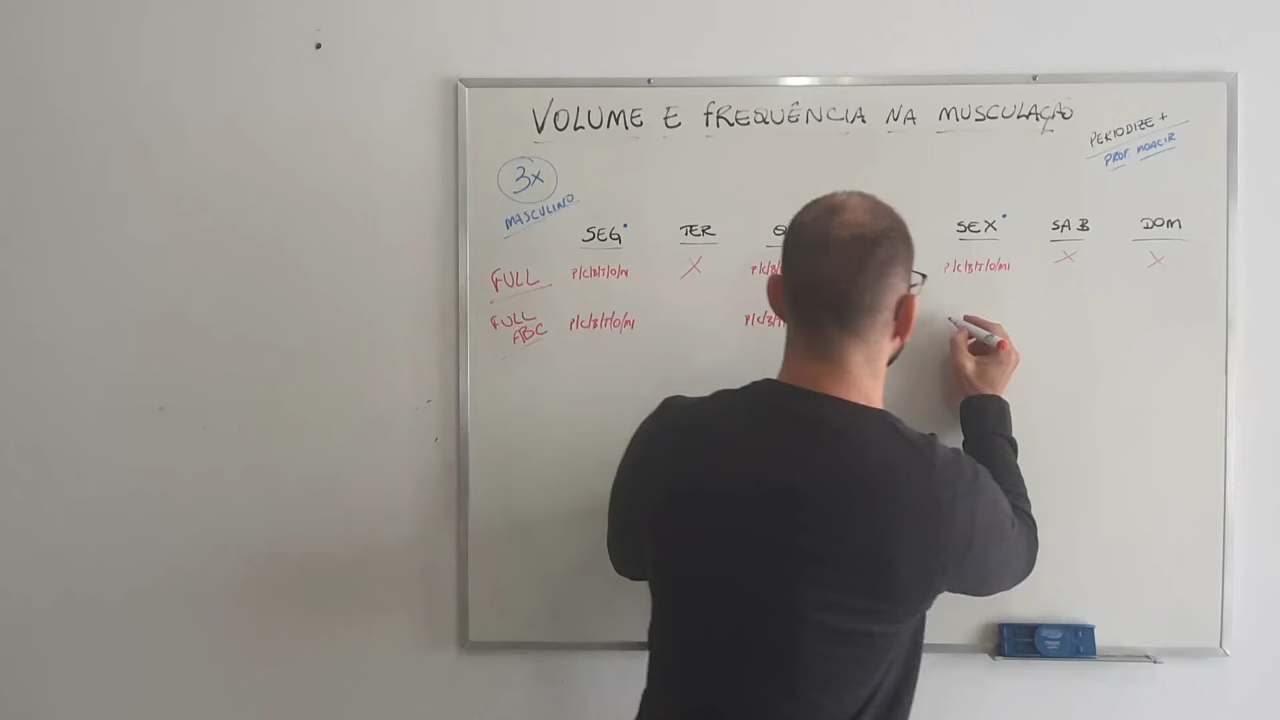 VOLUME E FREQUÊNCIA NA MUSCULAÇÃO
PERIODIZE +
PROF. MOACIR
3x
MASCULINO
SEG TER SEX SAB DOM
FULL P/C/B/T/O/M X P/C/B/T/O/M X X
FULL ABC P/C/B/T/O/M